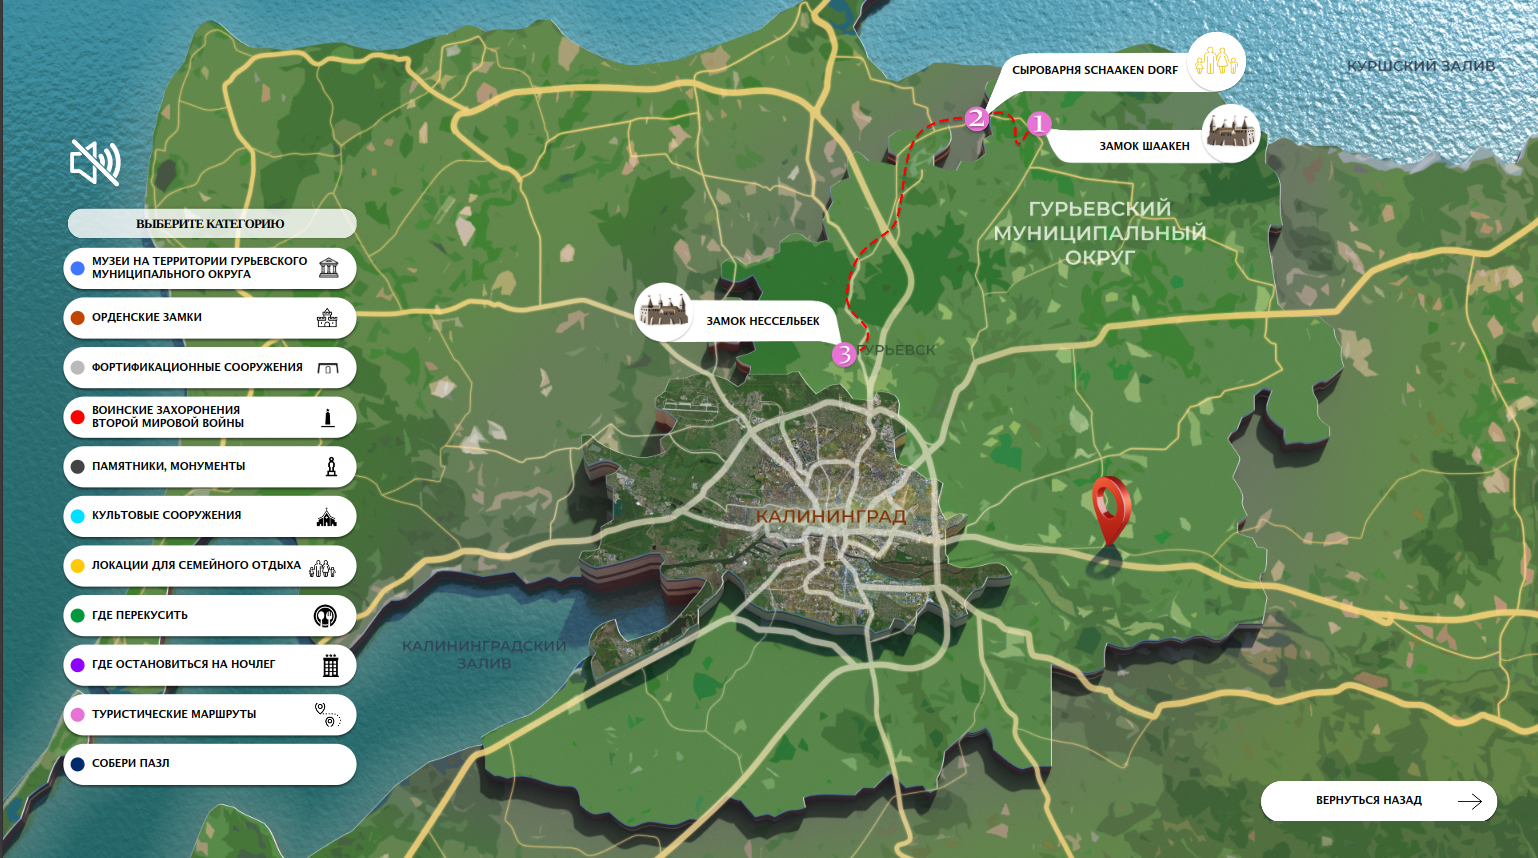 СЫРОВАРНЯ SCHAAKEN DORF
КУРШСКИЙ ЗАЛИВ
2
1
ЗАМОК ШААКЕН
ГУРЬЕВСКИЙ
МУНИЦИПАЛЬНЫЙ
ОКРУГ
ВЫБЕРИТЕ КАТЕГОРИЮ
МУЗЕИ НА ТЕРРИТОРИИ ГУРЬЕВСКОГО
МУНИЦИПАЛЬНОГО ОКРУГА
ОРДЕНСКИЕ ЗАМКИ
ФОРТИФИКАЦИОННЫЕ СООРУЖЕНИЯ
ВОИНСКИЕ ЗАХОРОНЕНИЯ
ВТОРОЙ МИРОВОЙ ВОЙНЫ
ПАМЯТНИКИ, МОНУМЕНТЫ
КУЛЬТОВЫЕ СООРУЖЕНИЯ
ЛОКАЦИИ ДЛЯ СЕМЕЙНОГО ОТДЫХА
ГДЕ ПЕРЕКУСИТЬ
ГДЕ ОСТАНОВИТЬСЯ НА НОЧЛЕГ
ТУРИСТИЧЕСКИЕ МАРШРУТЫ
СОБЕРИ ПАЗЛ
ЗАМОК НЕССЕЛЬБЕК
3
ГУРЬЕВСК
КАЛИНИНГРАД
КАЛИНИНГРАДСКИЙ
ЗАЛИВ
ВЕРНУТЬСЯ НАЗАД